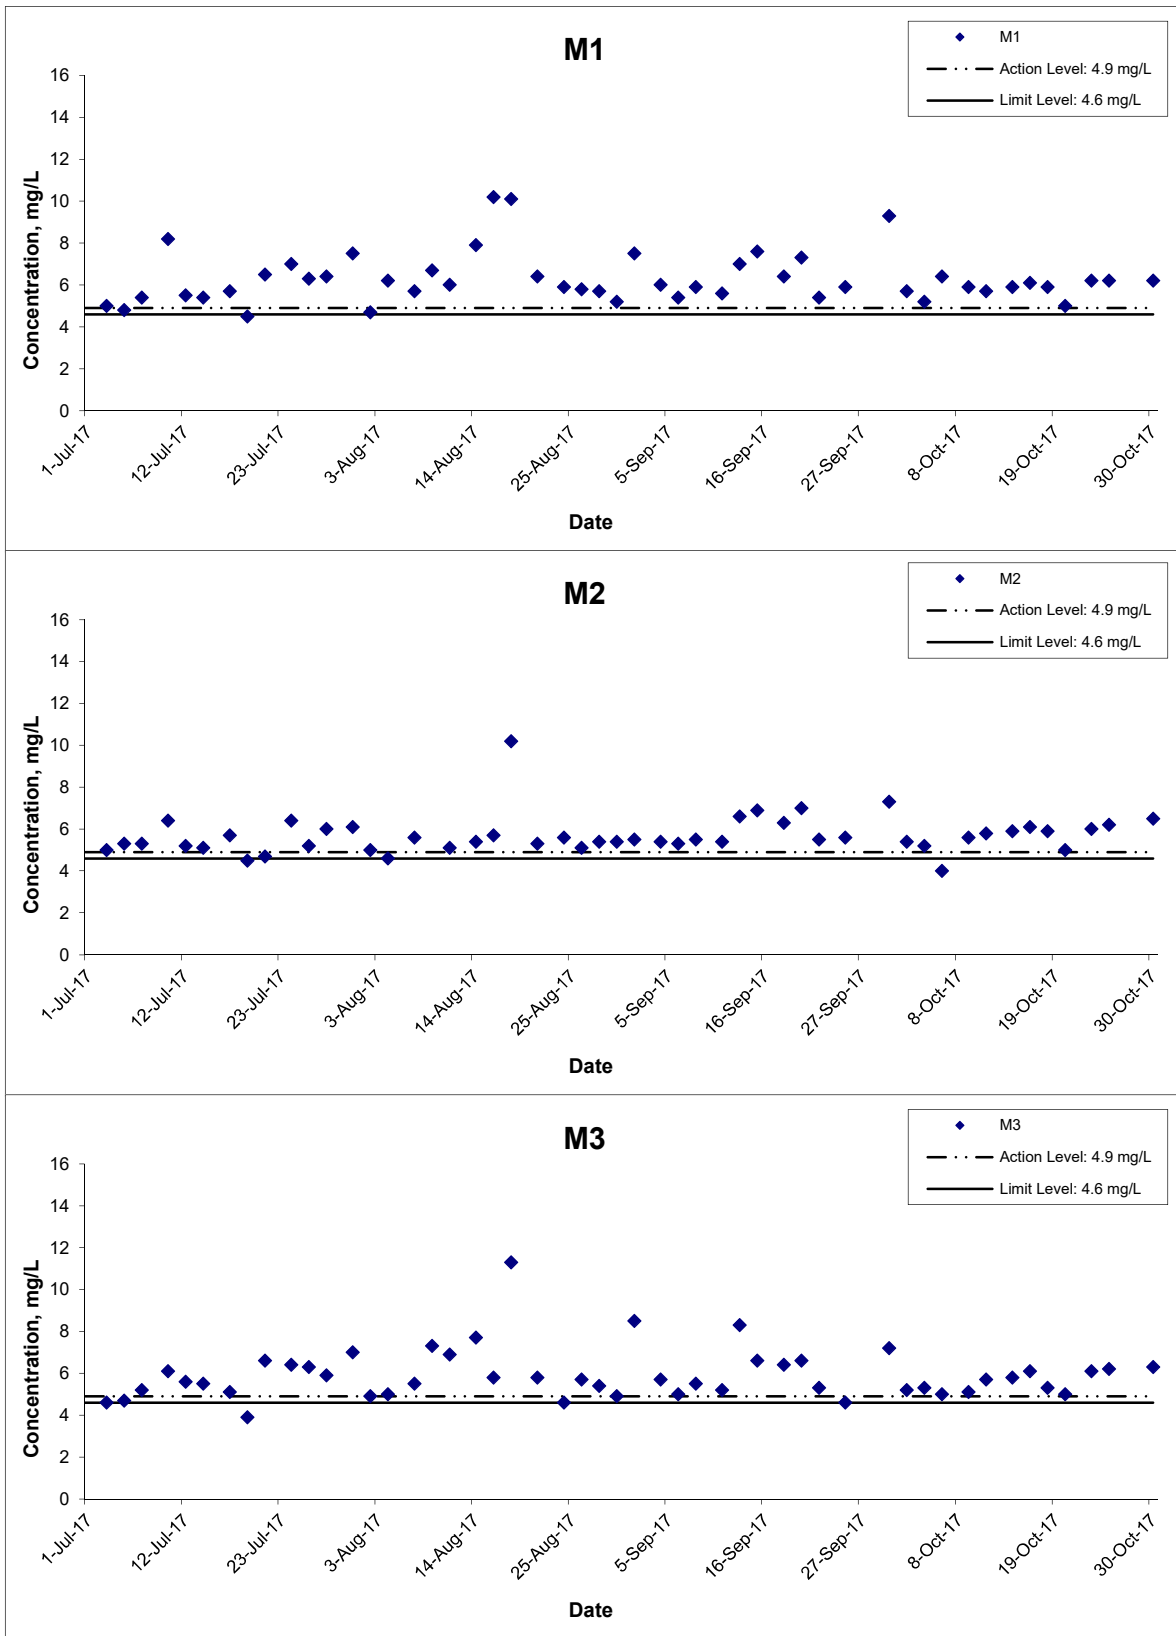 M1
M1
Action Level: 4.9 mg/L
Limit Level: 4.6 mg/L
Concentration, mg/L
16
14
12
10
8
6
4
2
0
1-Jul-17 12-Jul-17 23-Jul-17 3-Aug-17 14-Aug-17 25-Aug-17 5-Sep-17 16-Sep-17 27-Sep-17 8-Oct-17 19-Oct-17 30-Oct-17
Date
M2
M2
Action Level: 4.9 mg/L
Limit Level: 4.6 mg/L
Concentration, mg/L
16
14
12
10
8
6
4
2
0
1-Jul-17 12-Jul-17 23-Jul-17 3-Aug-17 14-Aug-17 25-Aug-17 5-Sep-17 16-Sep-17 27-Sep-17 8-Oct-17 19-Oct-17 30-Oct-17
Date
M3
M3
Action Level: 4.9 mg/L
Limit Level: 4.6 mg/L
Concentration, mg/L
16
14
12
10
8
6
4
2
0
1-Jul-17 12-Jul-17 23-Jul-17 3-Aug-17 14-Aug-17 25-Aug-17 5-Sep-17 16-Sep-17 27-Sep-17 8-Oct-17 19-Oct-17 30-Oct-17
Date